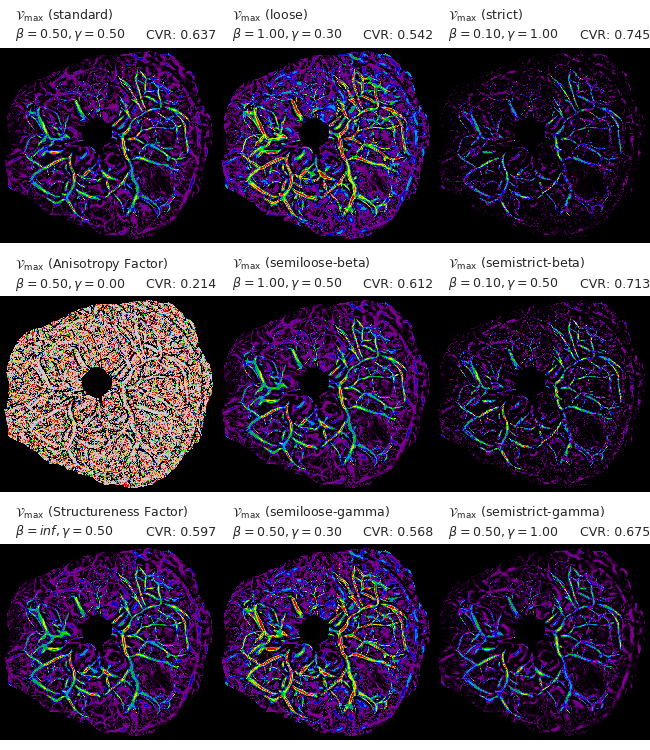 𝒱max (standard)
β = 0.50, γ = 0.50 CVR: 0.637
𝒱max (loose)
β = 1.00, γ = 0.30 CVR: 0.542
𝒱max (strict)
β = 0.10, γ = 1.00 CVR: 0.745
𝒱max (Anisotropy Factor)
β = 0.50, γ = 0.00 CVR: 0.214
𝒱max (semiloose-beta)
β = 1.00, γ = 0.50 CVR: 0.612
𝒱max (semistrict-beta)
β = 0.10, γ = 0.50 CVR: 0.713
𝒱max (Structureness Factor)
β = inf, γ = 0.50 CVR: 0.597
𝒱max (semiloose-gamma)
β = 0.50, γ = 0.30 CVR: 0.568
𝒱max (semistrict-gamma)
β = 0.50, γ = 1.00 CVR: 0.675